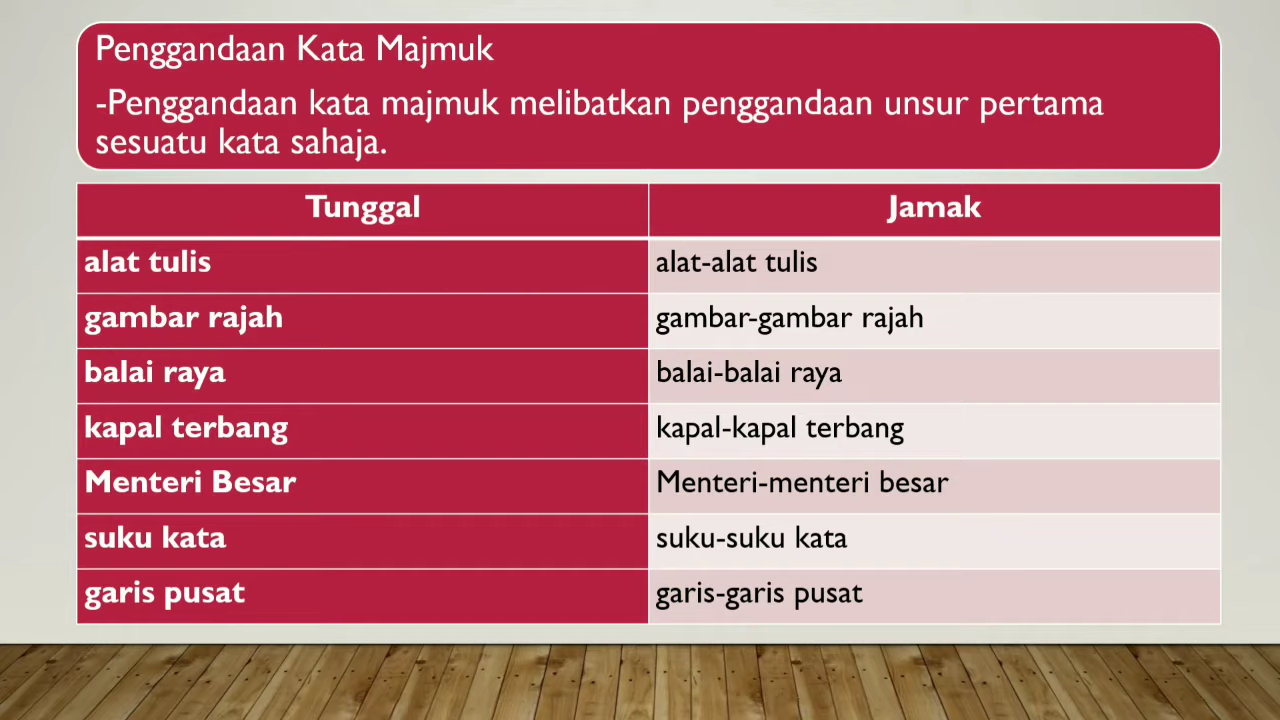 Penggandaan Kata Majmuk
-Penggandaan kata majmuk melibatkan penggandaan unsur pertama
sesuatu kata sahaja.
Tunggal Jamak
alat tulis alat-alat tulis
gambar rajah gambar-gambar rajah
balai raya balai-balai raya
kapal terbang kapal-kapal terbang
Menteri Besar Menteri-menteri besar
suku kata suku-suku kata
garis pusat garis-garis pusat